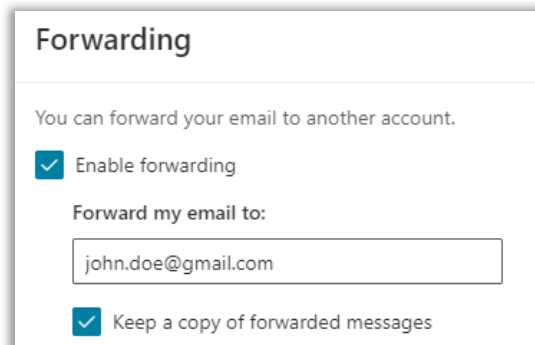 Forwarding
You can forward your email to another account.
Enable forwarding
Forward my email to:
john.doe@gmail.com
Keep a copy of forwarded messages